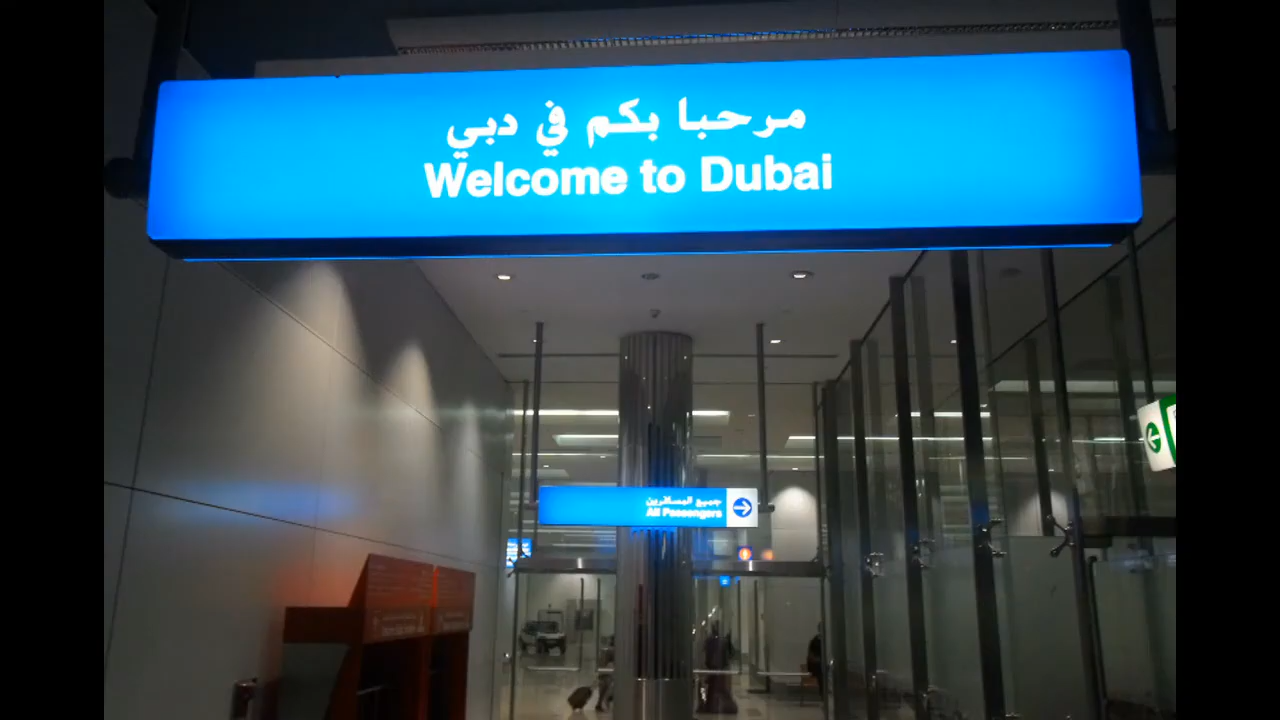 مرحبا بكم في دبي
Welcome to Dubai
جميع المسافرين
All Passengers